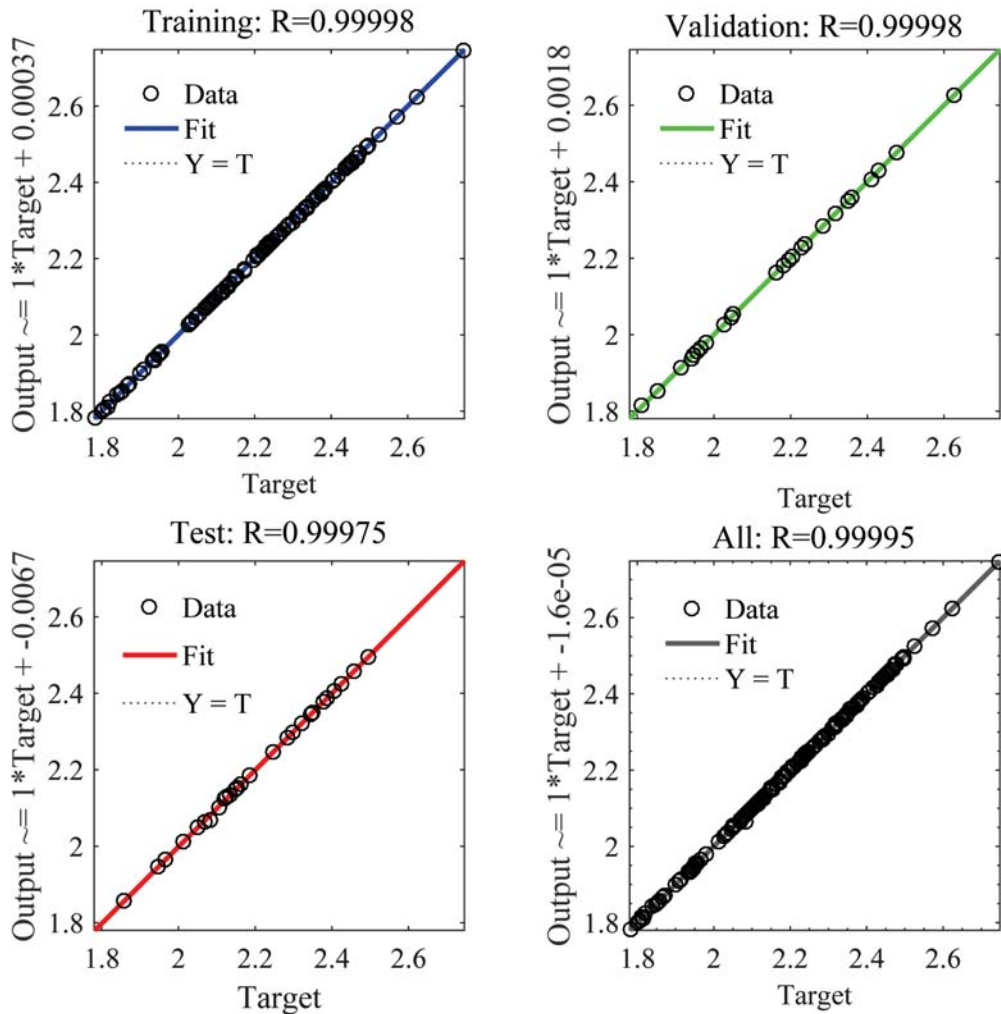 Training: R=0.99998
Output ~= 1*Target + 0.00037
Data
Fit
Y = T
2.6
2.4
2.2
2
1.8
1.8 2 2.2 2.4 2.6
Target
Validation: R=0.99998
Output ~= 1*Target + 0.0018
Data
Fit
Y = T
2.6
2.4
2.2
2
1.8
1.8 2 2.2 2.4 2.6
Target
Test: R=0.99975
Output ~= 1*Target + -0.0067
Data
Fit
Y = T
2.6
2.4
2.2
2
1.8
1.8 2 2.2 2.4 2.6
Target
All: R=0.99995
Output ~= 1*Target + -1.6e-05
Data
Fit
Y = T
2.6
2.4
2.2
2
1.8
1.8 2 2.2 2.4 2.6
Target